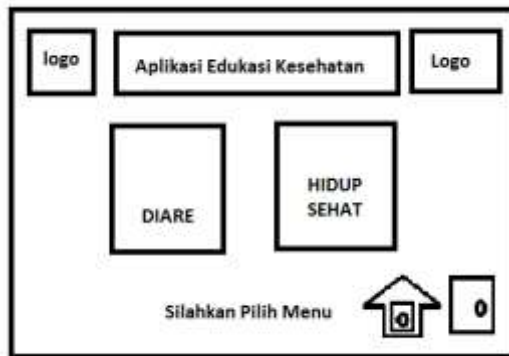 logo
Aplikasi Edukasi Kesehatan
Logo
DIARE
HIDUP
SEHAT
Silahkan Pilih Menu
0
0